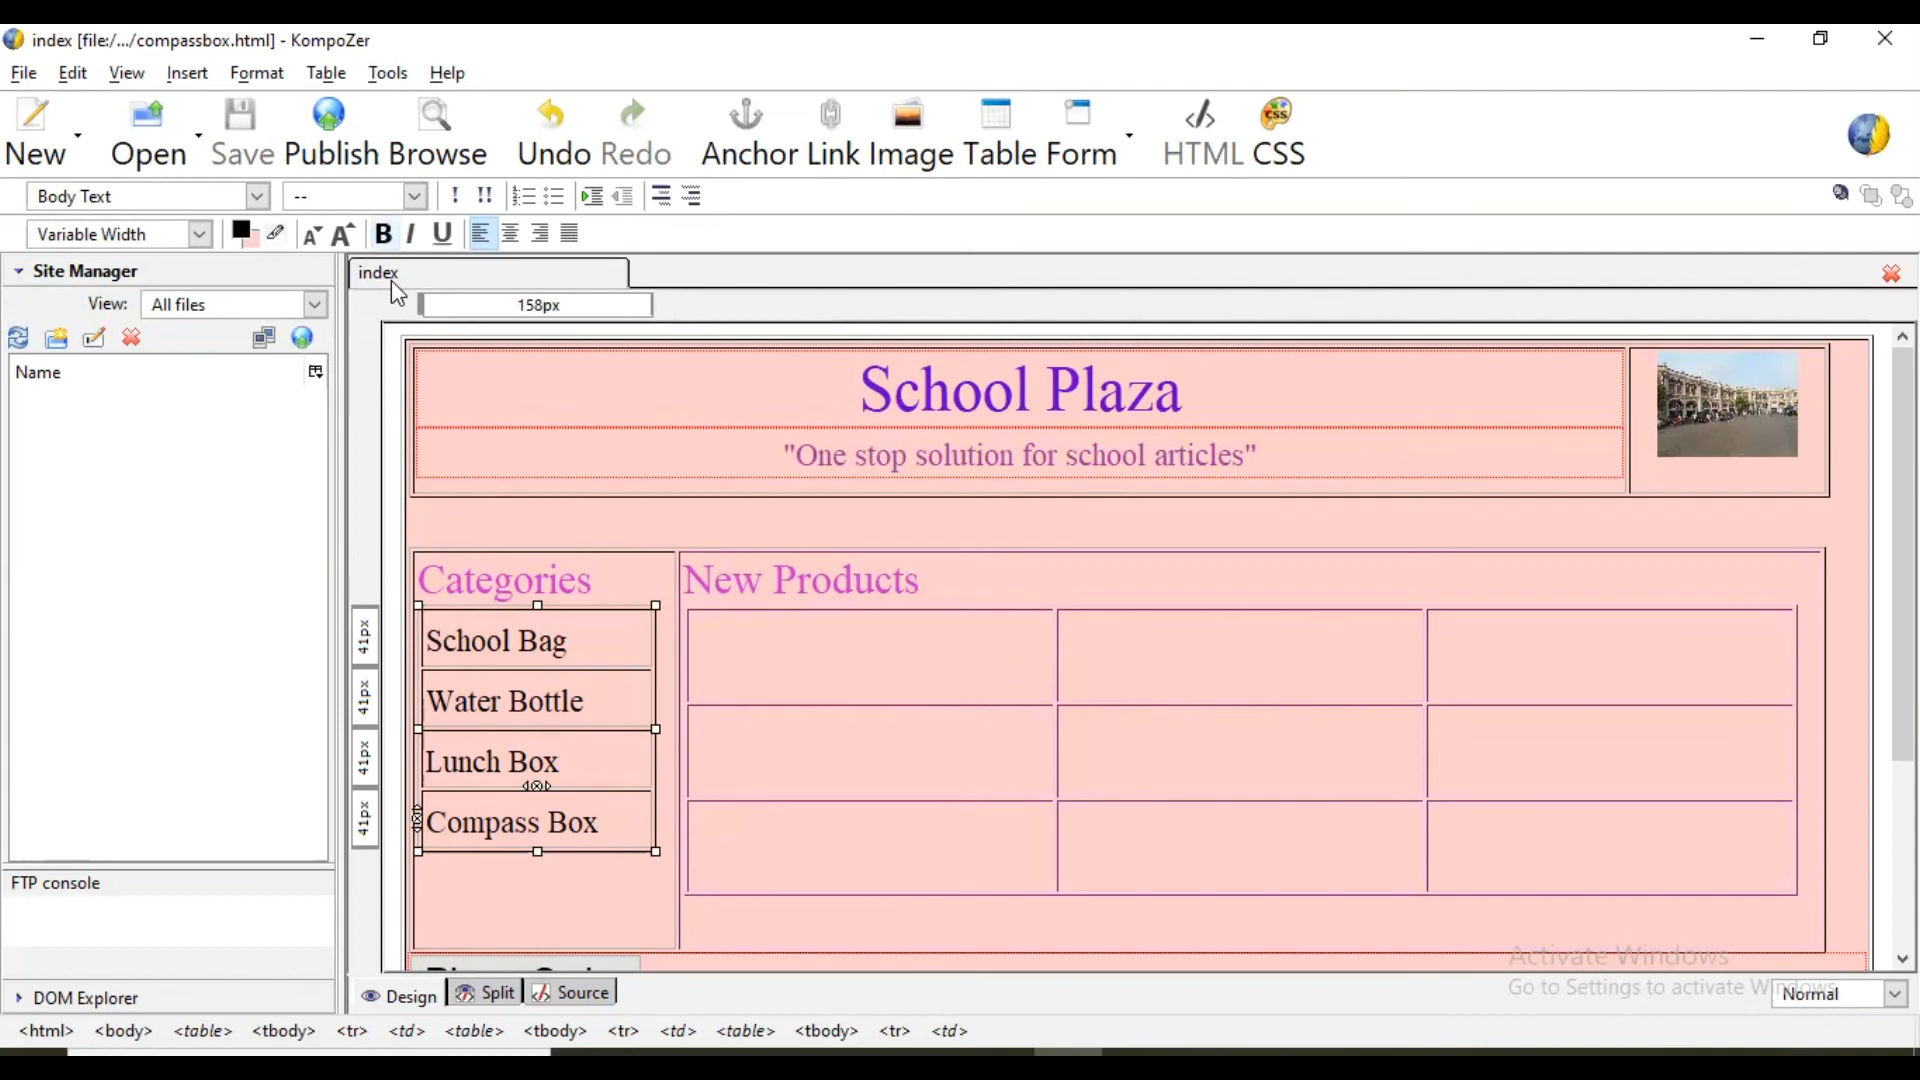 index [file:/.../compassbox.html] - KompoZer
File Edit View Insert Format Table Tools Help
New Open Save Publish Browse Undo Redo Anchor Link Image Table Form HTML CSS
Body Text -- ! !!
Variable Width B I U
Site Manager index
View: All files 158px
Name
School Plaza
"One stop solution for school articles"
Categories New Products
41px School Bag
41px Water Bottle
41px Lunch Box
41px Compass Box
FTP console
Activate Windows
Go to Settings to activate Windows.
DOM Explorer Design Split Source Normal
<html> <body> <table> <tbody> <tr> <td> <table> <tbody> <tr> <td> <table> <tbody> <tr> <td>